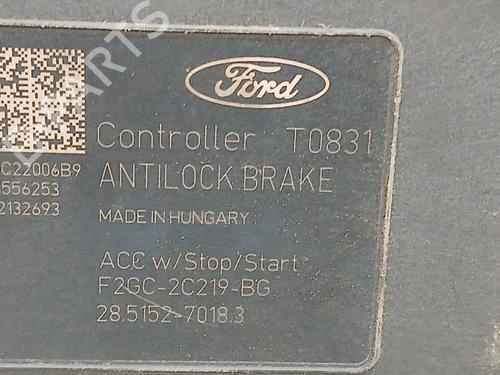 Ford
Controller T0831
C22006B9
556253
2132693
ANTILOCK BRAKE
MADE IN HUNGARY
ACC w/Stop/Start
F2GC-2C219-BG
28.5152-7018.3